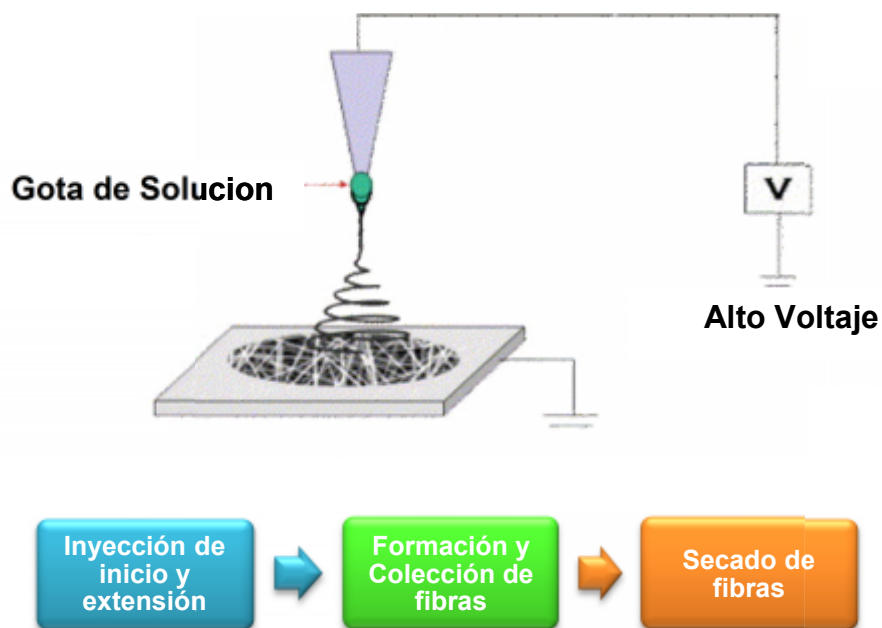 Gota de Solucion
V
Alto Voltaje
Inyección de
inicio y
extensión
Formación y
Colección de
fibras
Secado de
fibras